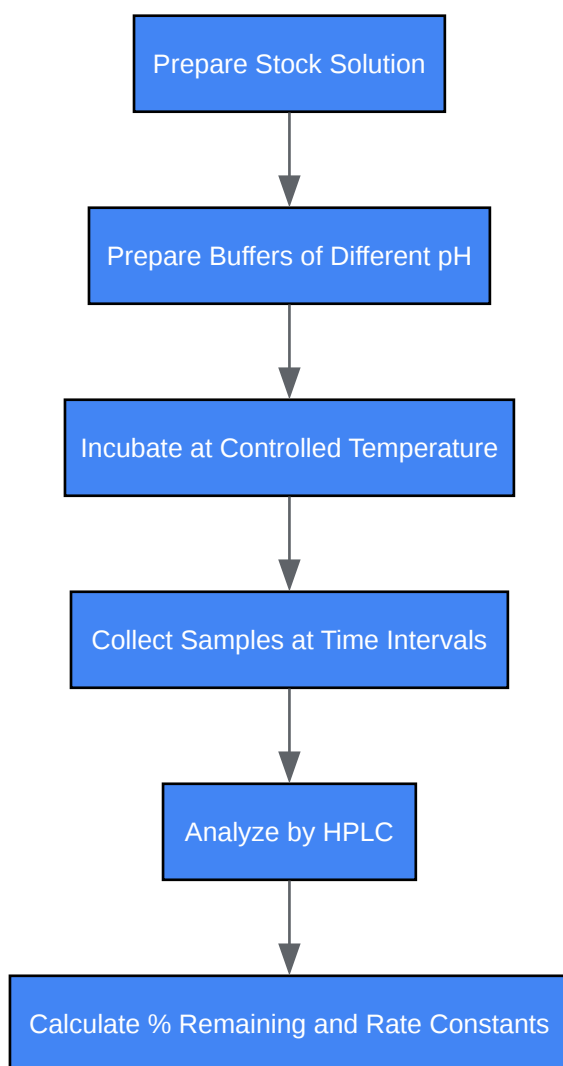 Prepare Stock Solution
Prepare Buffers of Different pH
Incubate at Controlled Temperature
Collect Samples at Time Intervals
Analyze by HPLC
Calculate % Remaining and Rate Constants